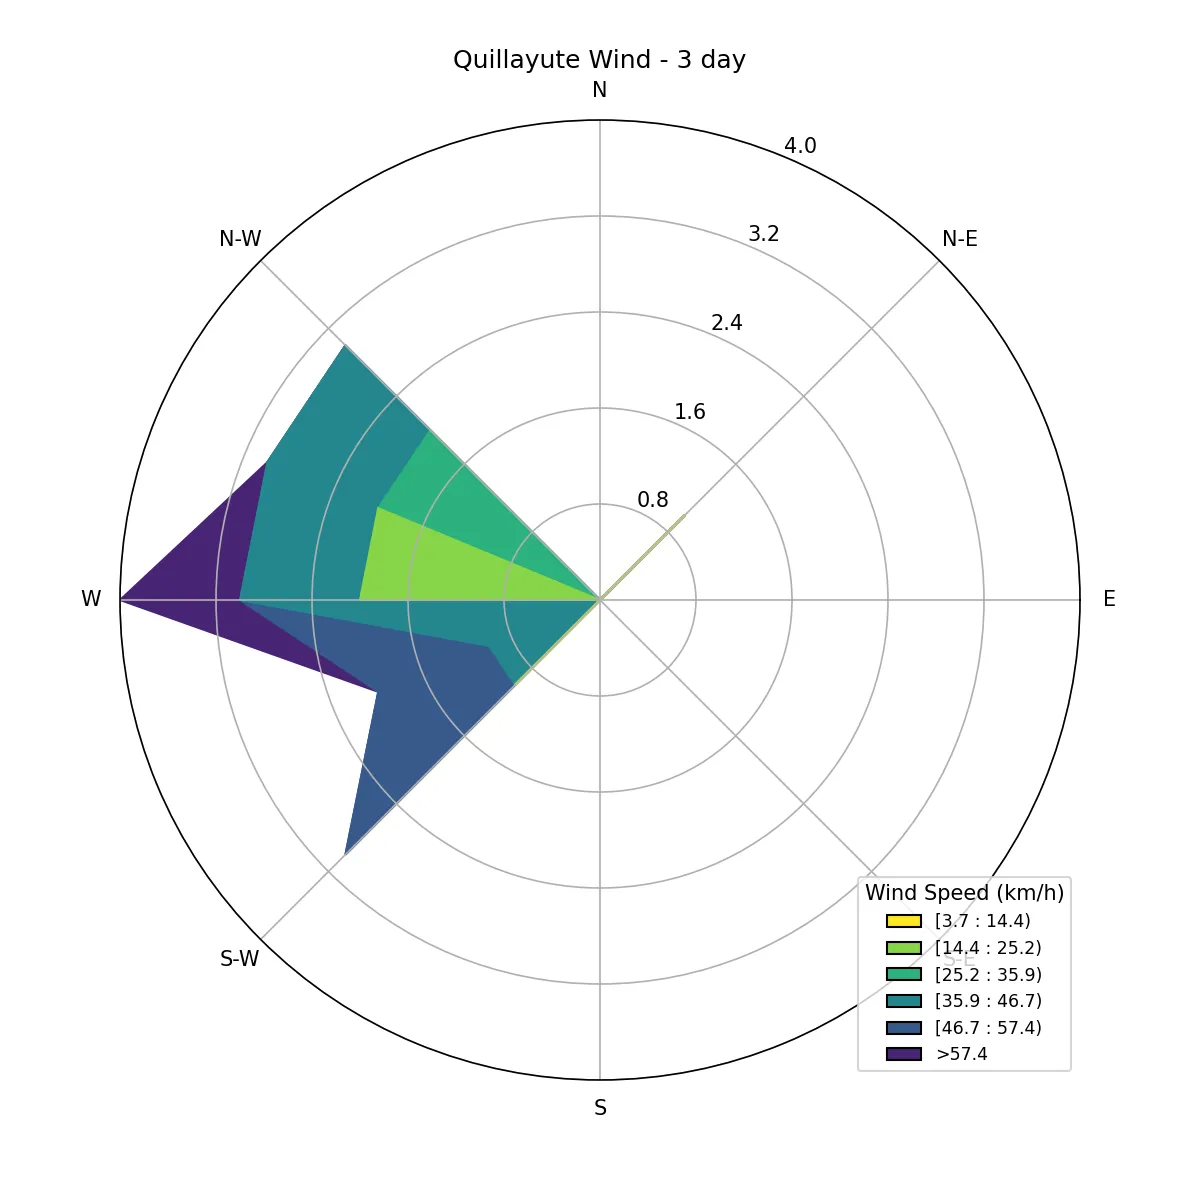 Quillayute Wind - 3 day
N
4.0
N-W
N-E
3.2
2.4
1.6
0.8
W
E
S-W
S-E
S
Wind Speed (km/h)
[3.7 : 14.4)
[14.4 : 25.2)
[25.2 : 35.9)
[35.9 : 46.7)
[46.7 : 57.4)
>57.4